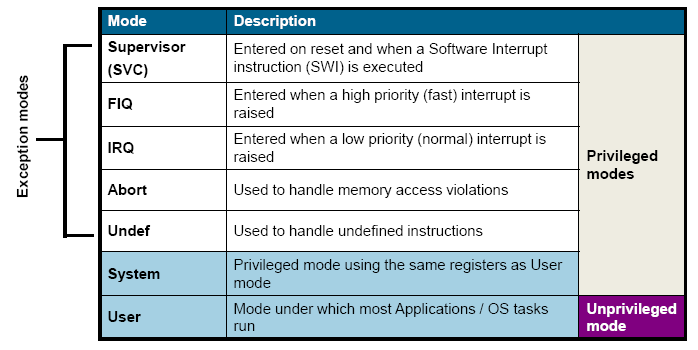 Mode Description
Supervisor
(SVC)
Entered on reset and when a Software Interrupt
instruction (SWI) is executed
FIQ
Entered when a high priority (fast) interrupt is
raised
IRQ
Entered when a low priority (normal) interrupt is
raised
Abort
Used to handle memory access violations
Undef
Used to handle undefined instructions
System
Privileged mode using the same registers as User
mode
User
Mode under which most Applications / OS tasks
run
Exception modes
Privileged
modes
Unprivileged
mode